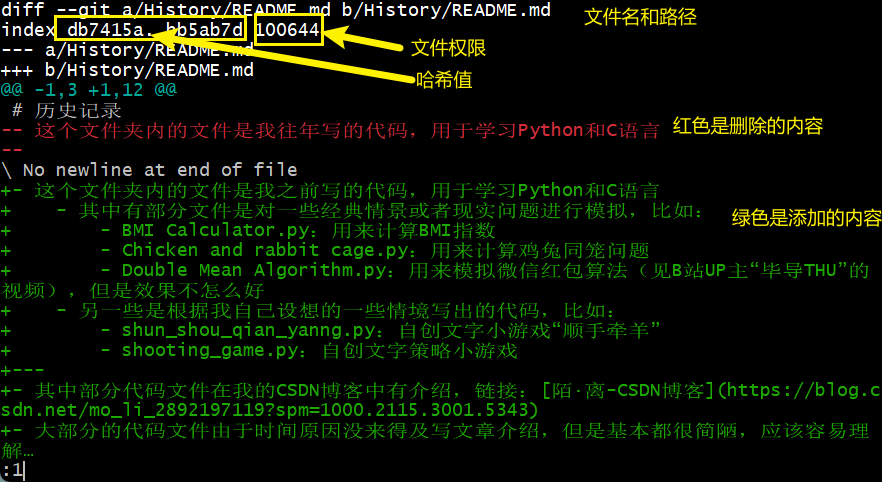 diff --git a/History/README.md b/History/README.md
文件名和路径
index db7415a..bb5ab7d 100644
文件权限
--- a/History/README.md
+++ b/History/README.md
哈希值
@@ -1,3 +1,12 @@
# 历史记录
-- 这个文件夹内的文件是我往年写的代码，用于学习Python和C语言
红色是删除的内容
--
\ No newline at end of file
+- 这个文件夹内的文件是我之前写的代码，用于学习Python和C语言
+    - 其中有部分文件是对一些经典情景或者现实问题进行模拟，比如：
绿色是添加的内容
+        - BMI Calculator.py：用来计算BMI指数
+        - Chicken and rabbit cage.py：用来计算鸡兔同笼问题
+        - Double Mean Algorithm.py：用来模拟微信红包算法（见B站UP主“毕导THU”的
视频），但是效果不怎么好
+    - 另一些是根据我自己设想的一些情境写出的代码，比如：
+        - shun_shou_qian_yanng.py：自创文字小游戏“顺手牵羊”
+        - shooting_game.py：自创文字策略小游戏
+---
+- 其中部分代码文件在我的CSDN博客中有介绍，链接：[陌·离-CSDN博客](https://blog.c
sdn.net/mo_li_2892197119?spm=1000.2115.3001.5343)
+- 大部分的代码文件由于时间原因没来得及写文章介绍，但是基本都很简陋，应该容易理
解…
:1